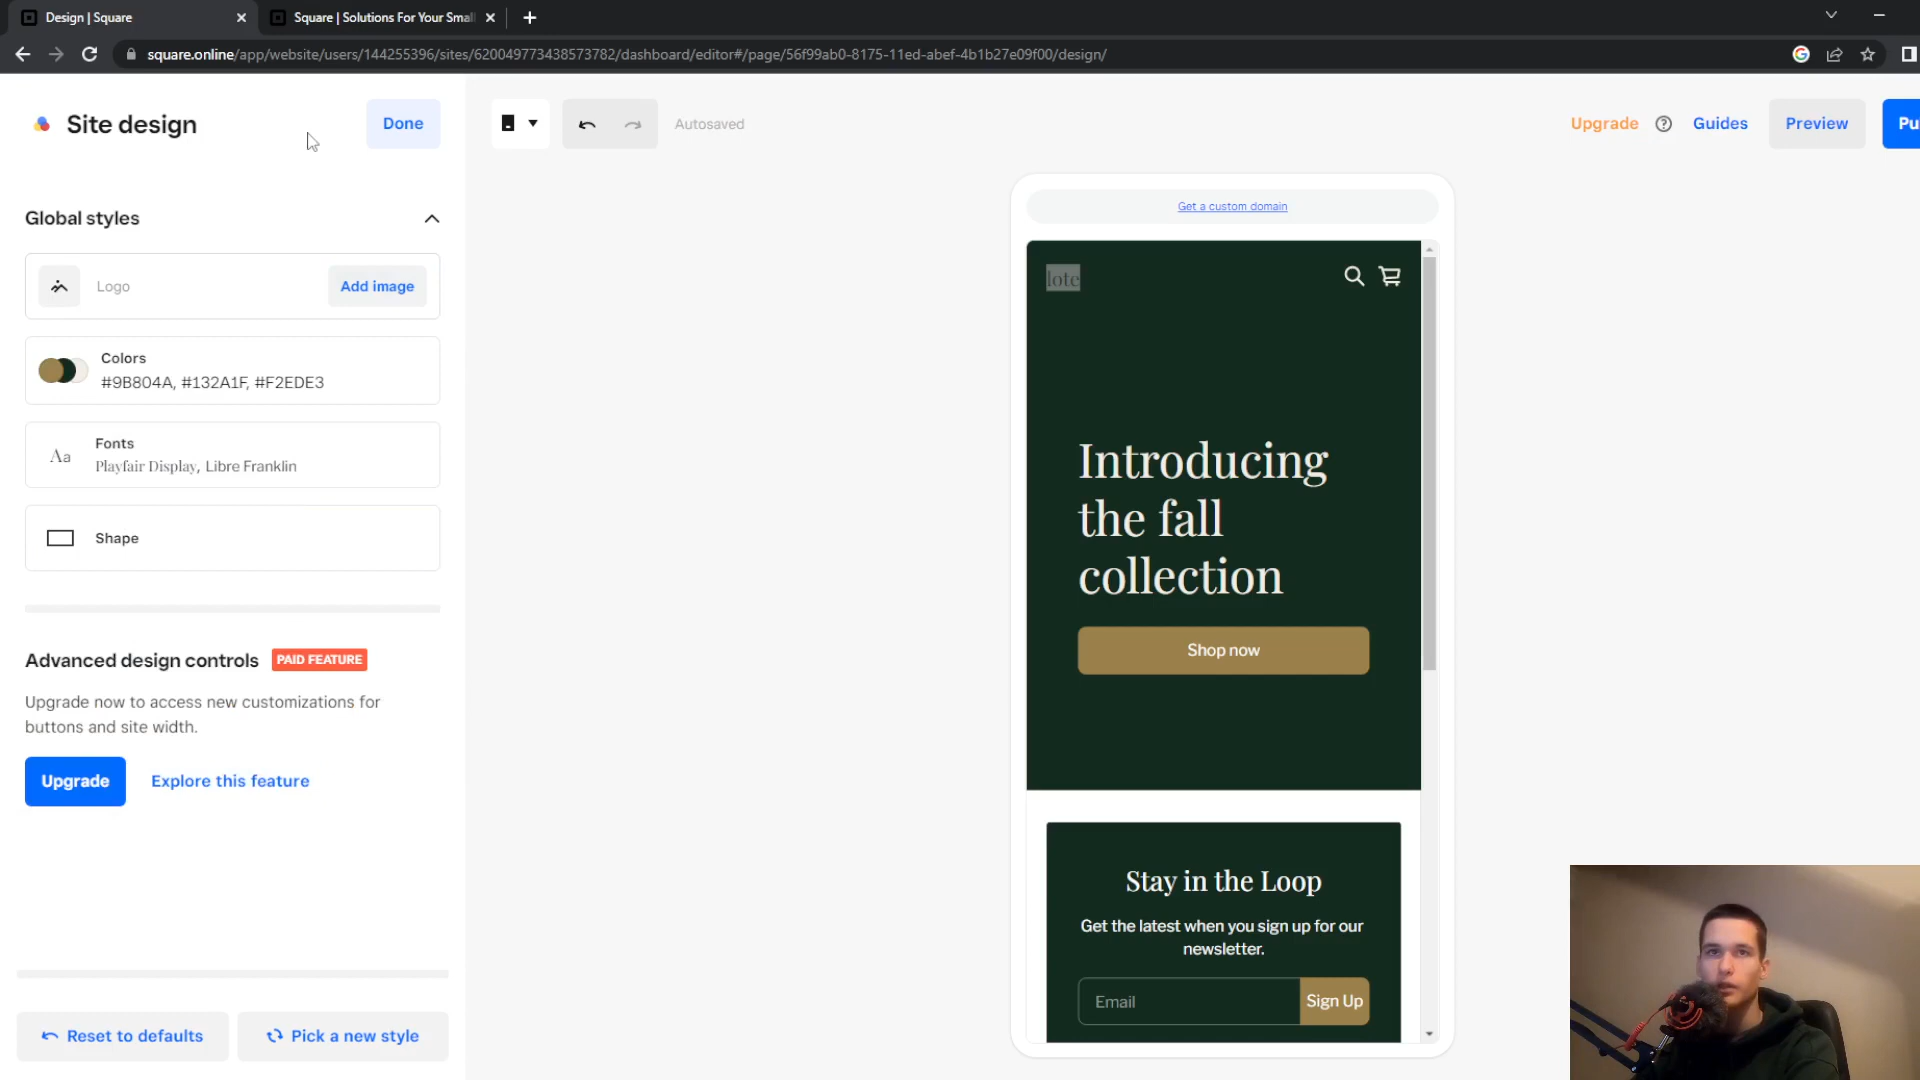 Design | Square
Square | Solutions For Your Smal
square.online/app/website/users/144255396/sites/620049773438573782/dashboard/editor#/page/56f99ab0-8175-11ed-abef-4b1b27e09f00/design/
Site design
Done
Autosaved
Upgrade
Guides
Preview
Pu
Global styles
Logo
Add image
Colors
#9B804A, #132A1F, #F2EDE3
Aa
Fonts
Playfair Display, Libre Franklin
Shape
Advanced design controls
PAID FEATURE
Upgrade now to access new customizations for
buttons and site width.
Upgrade
Explore this feature
Reset to defaults
Pick a new style
Get a custom domain
lote
Introducing
the fall
collection
Shop now
Stay in the Loop
Get the latest when you sign up for our
newsletter.
Email
Sign Up